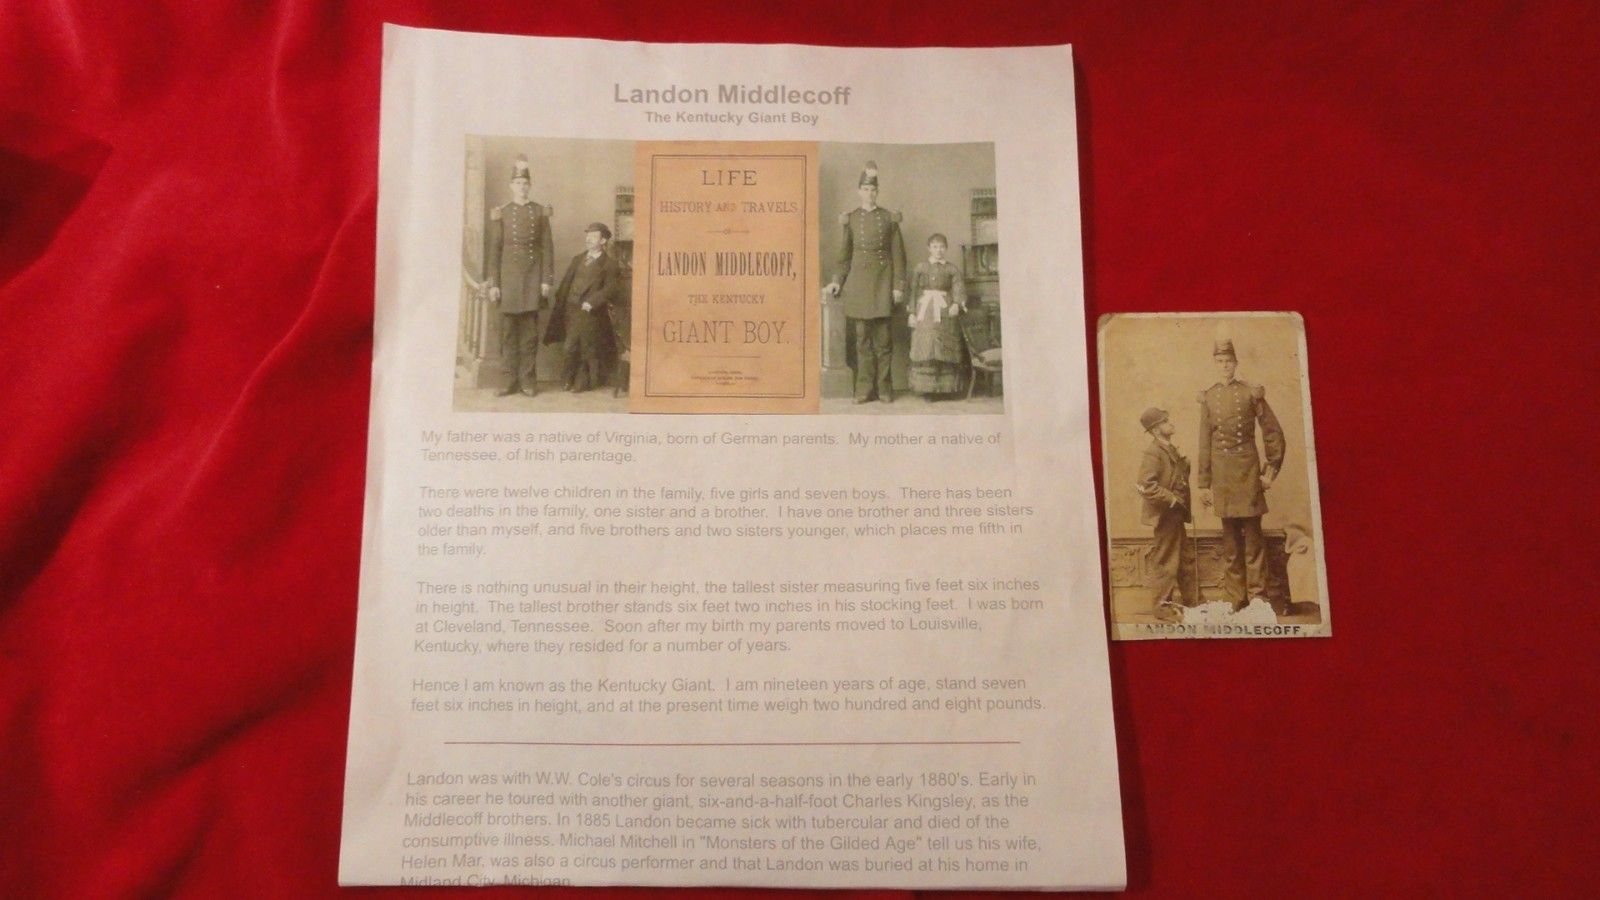 Landon Middlecoff
The Kentucky Giant Boy
LIFE
HISTORY AND TRAVELS
OF
LANDON MIDDLECOFF,
THE KENTUCKY
GIANT BOY.
My father was a native of Virginia, born of German parents. My mother a native of
Tennessee, of Irish parentage.
There were twelve children in the family, five girls and seven boys. There has been
two deaths in the family, one sister and a brother. I have one brother and three sisters
older than myself, and five brothers and two sisters younger, which places me fifth in
the family.
There is nothing unusual in their height, the tallest sister measuring five feet six inches
in height. The tallest brother stands six feet two inches in his stocking feet. I was born
at Cleveland, Tennessee. Soon after my birth my parents moved to Louisville,
Kentucky, where they resided for a number of years.
Hence I am known as the Kentucky Giant. I am nineteen years of age, stand seven
feet six inches in height, and at the present time weigh two hundred and eight pounds.
Landon was with W.W. Cole's circus for several seasons in the early 1880's. Early in
his career he toured with another giant, six-and-a-half-foot Charles Kingsley, as the
Middlecoff brothers. In 1885 Landon became sick with tubercular and died of the
consumptive illness. Michael Mitchell in "Monsters of the Gilded Age" tell us his wife,
Helen Mar, was also a circus performer and that Landon was buried at his home in
Midland City, Michigan.
LANDON MIDDLECOFF,